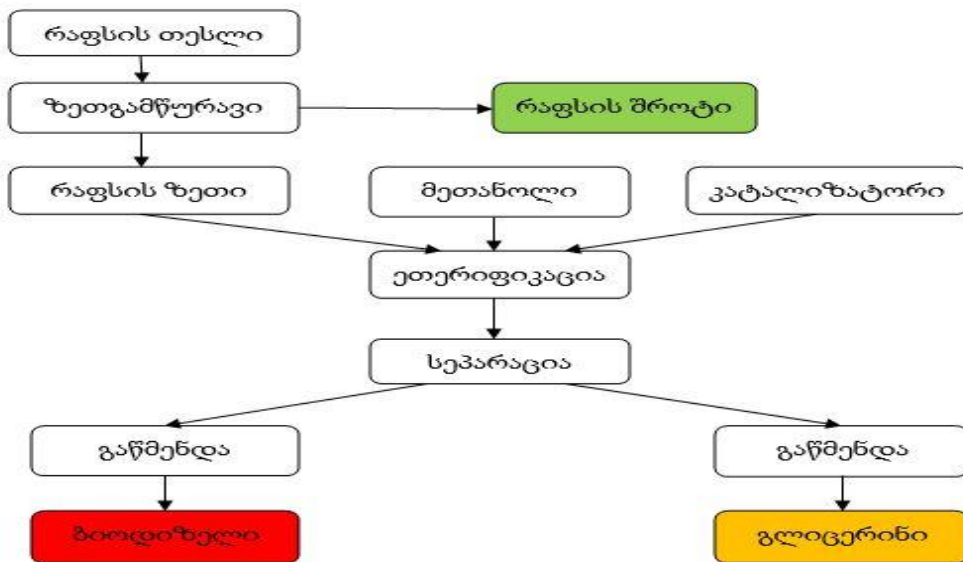 რაფსის თესლი
ზეთგამწურავი
რაფსის შროტი
რაფსის ზეთი
მეთანოლი
კატალიზატორი
ეთერიფიკაცია
სეპარაცია
გაწმენდა
გაწმენდა
ბიოდიზელი
გლიცერინი